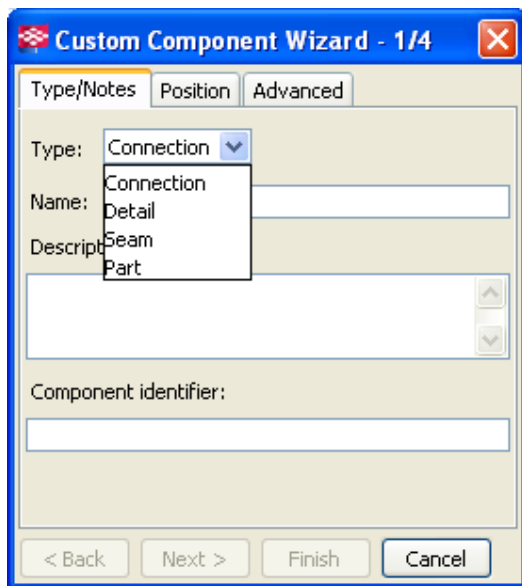 Custom Component Wizard - 1/4
Type/Notes Position Advanced
Type: Connection
Connection
Name:
Detail
Seam
Descript
Part
Component identifier:
< Back Next > Finish Cancel